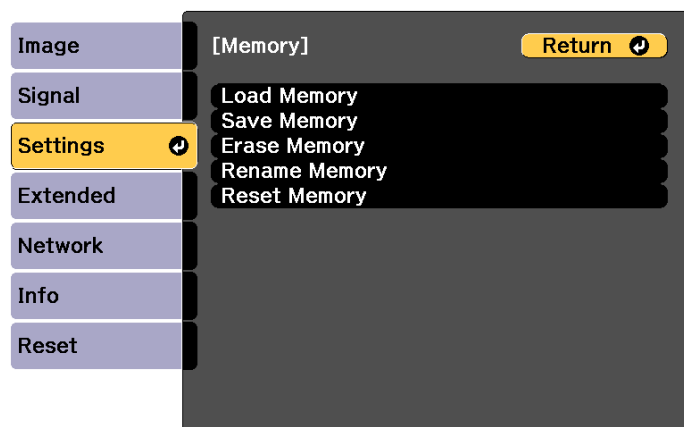 Image
Signal
Settings
Extended
Network
Info
Reset
[Memory]
Return
Load Memory
Save Memory
Erase Memory
Rename Memory
Reset Memory